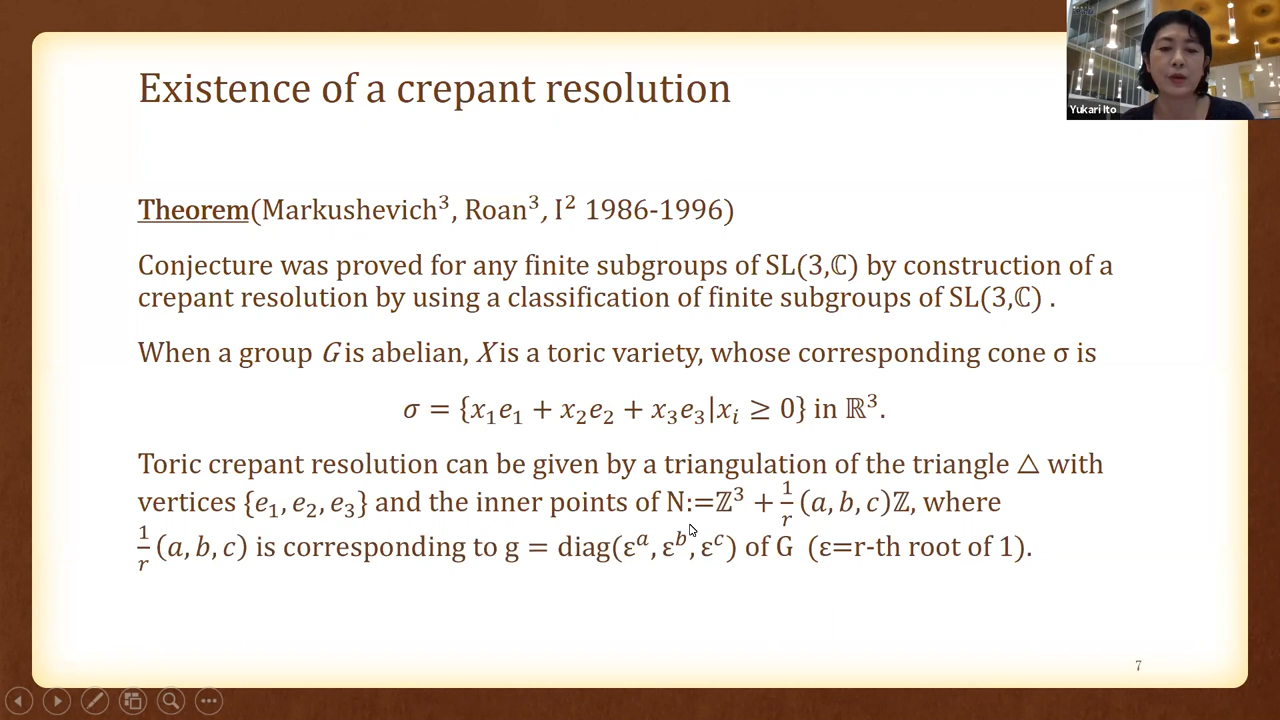 Existence of a crepant resolution
Yukari Ito
Theorem(Markushevich³, Roan³, I² 1986-1996)
Conjecture was proved for any finite subgroups of SL(3,ℂ) by construction of a
crepant resolution by using a classification of finite subgroups of SL(3,ℂ) .
When a group G is abelian, X is a toric variety, whose corresponding cone σ is
σ = {x₁e₁ + x₂e₂ + x₃e₃|xᵢ ≥ 0} in ℝ³.
Toric crepant resolution can be given by a triangulation of the triangle △ with
vertices {e₁, e₂, e₃} and the inner points of N:=ℤ³ + 1/r (a, b, c)ℤ, where
1/r (a, b, c) is corresponding to g = diag(εᵃ, εᵇ, εᶜ) of G (ε=r-th root of 1).
7